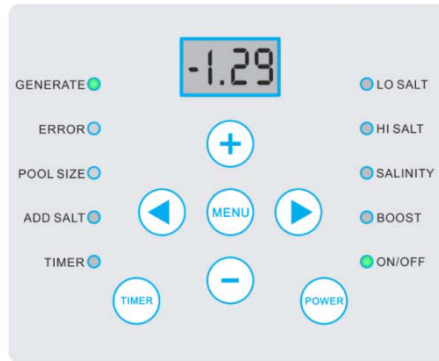 -1.29
GENERATE
ERROR
POOL SIZE
ADD SALT
TIMER
LO SALT
HI SALT
SALINITY
BOOST
ON/OFF
+
MENU
−
TIMER
POWER